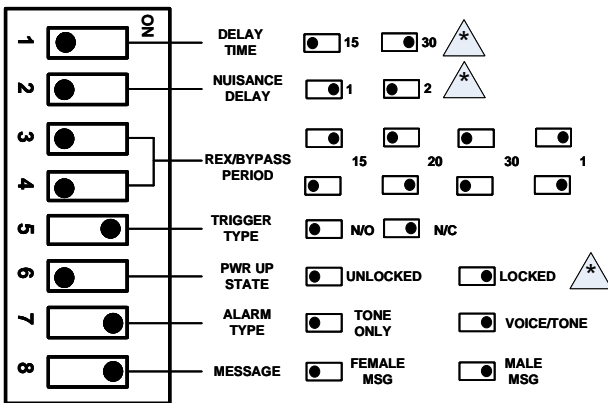 ON
1 DELAY TIME 15 30 *
2 NUISANCE DELAY 1 2 *
3
REX/BYPASS PERIOD 15 20 30 1
4
5 TRIGGER TYPE N/O N/C
6 PWR UP STATE UNLOCKED LOCKED *
7 ALARM TYPE TONE ONLY VOICE/TONE
8 MESSAGE FEMALE MSG MALE MSG